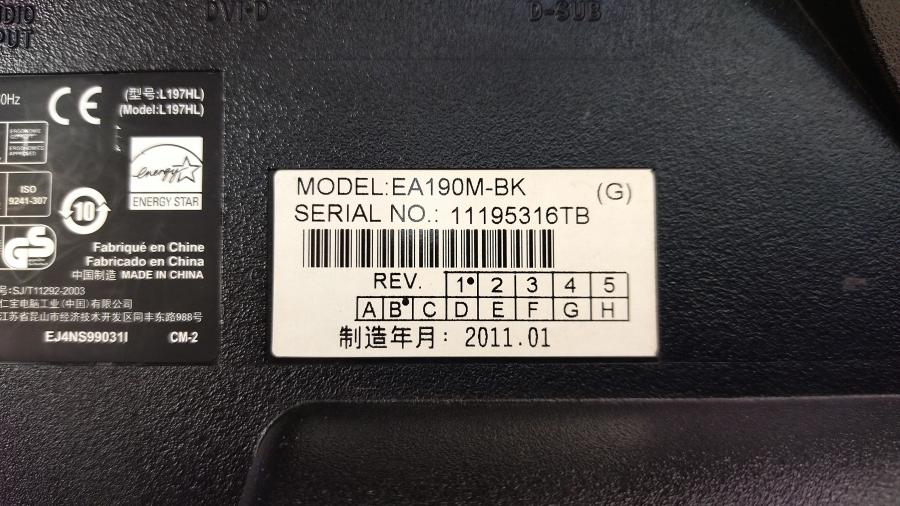 DVI-D
D-SUB
(型号:L197HL)
(Model:L197HL)
CE
energy
ENERGY STAR
ISO
9241-307
10
GS
Fabriqué en Chine
Fabricado en China
中国制造 MADE IN CHINA
号:SJ/T11292-2003
仁宝电脑工业(中国)有限公司
江苏省昆山市经济技术开发区同丰东路988号
EJ4NS99031I CM-2
MODEL:EA190M-BK (G)
SERIAL NO.: 11195316TB
REV. 1 2 3 4 5
A B C D E F G H
制造年月: 2011.01